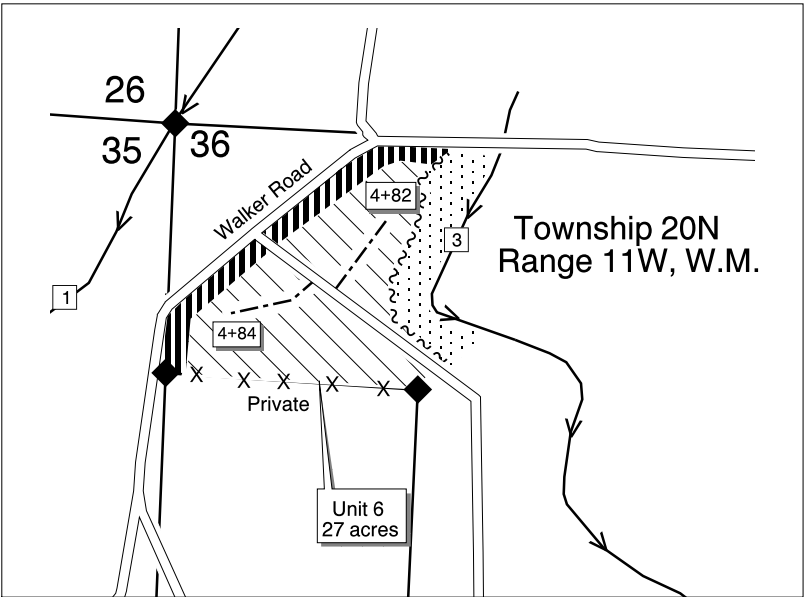 26
35
36
Walker Road
4+82
3
Township 20N
Range 11W, W.M.
1
4+84
X X X X X
Private
Unit 6
27 acres